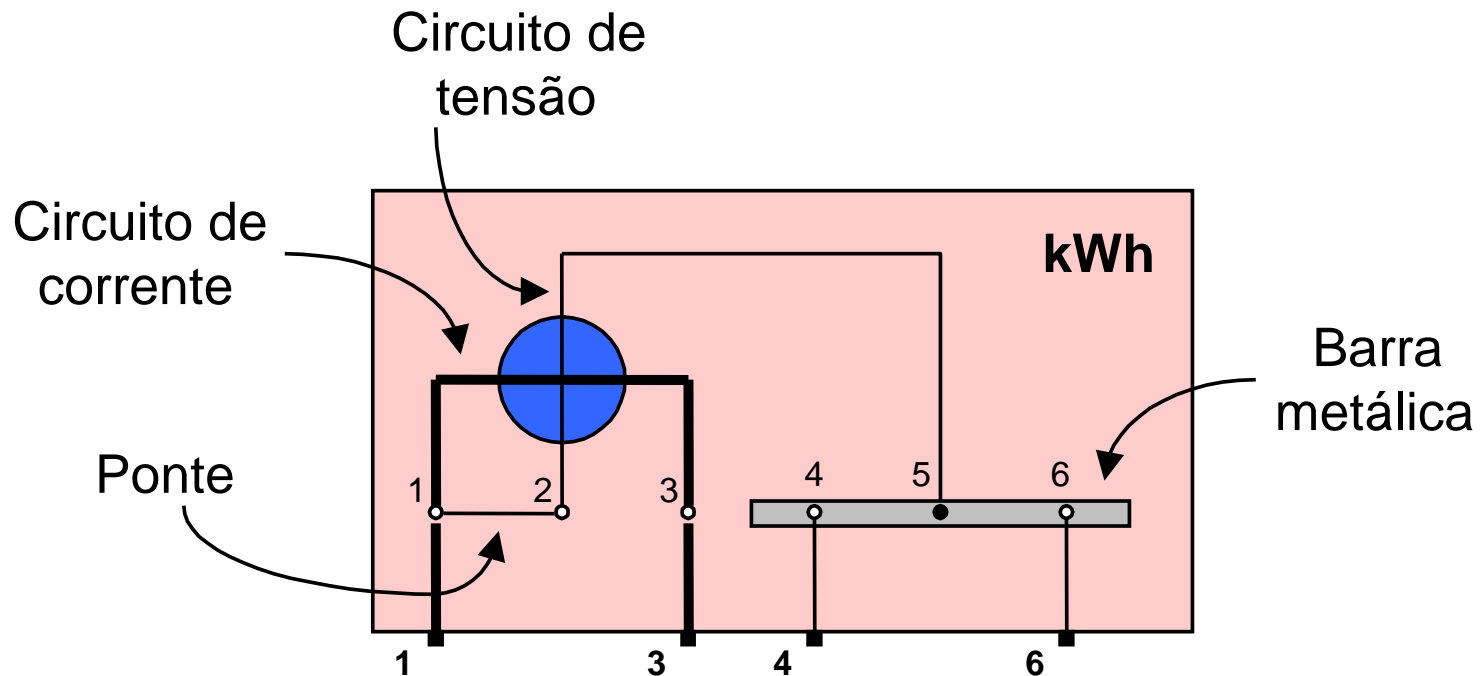 Circuito de
tensão
Circuito de
corrente
kWh
Barra
metálica
Ponte
1
2
3
4
5
6
1
3
4
6